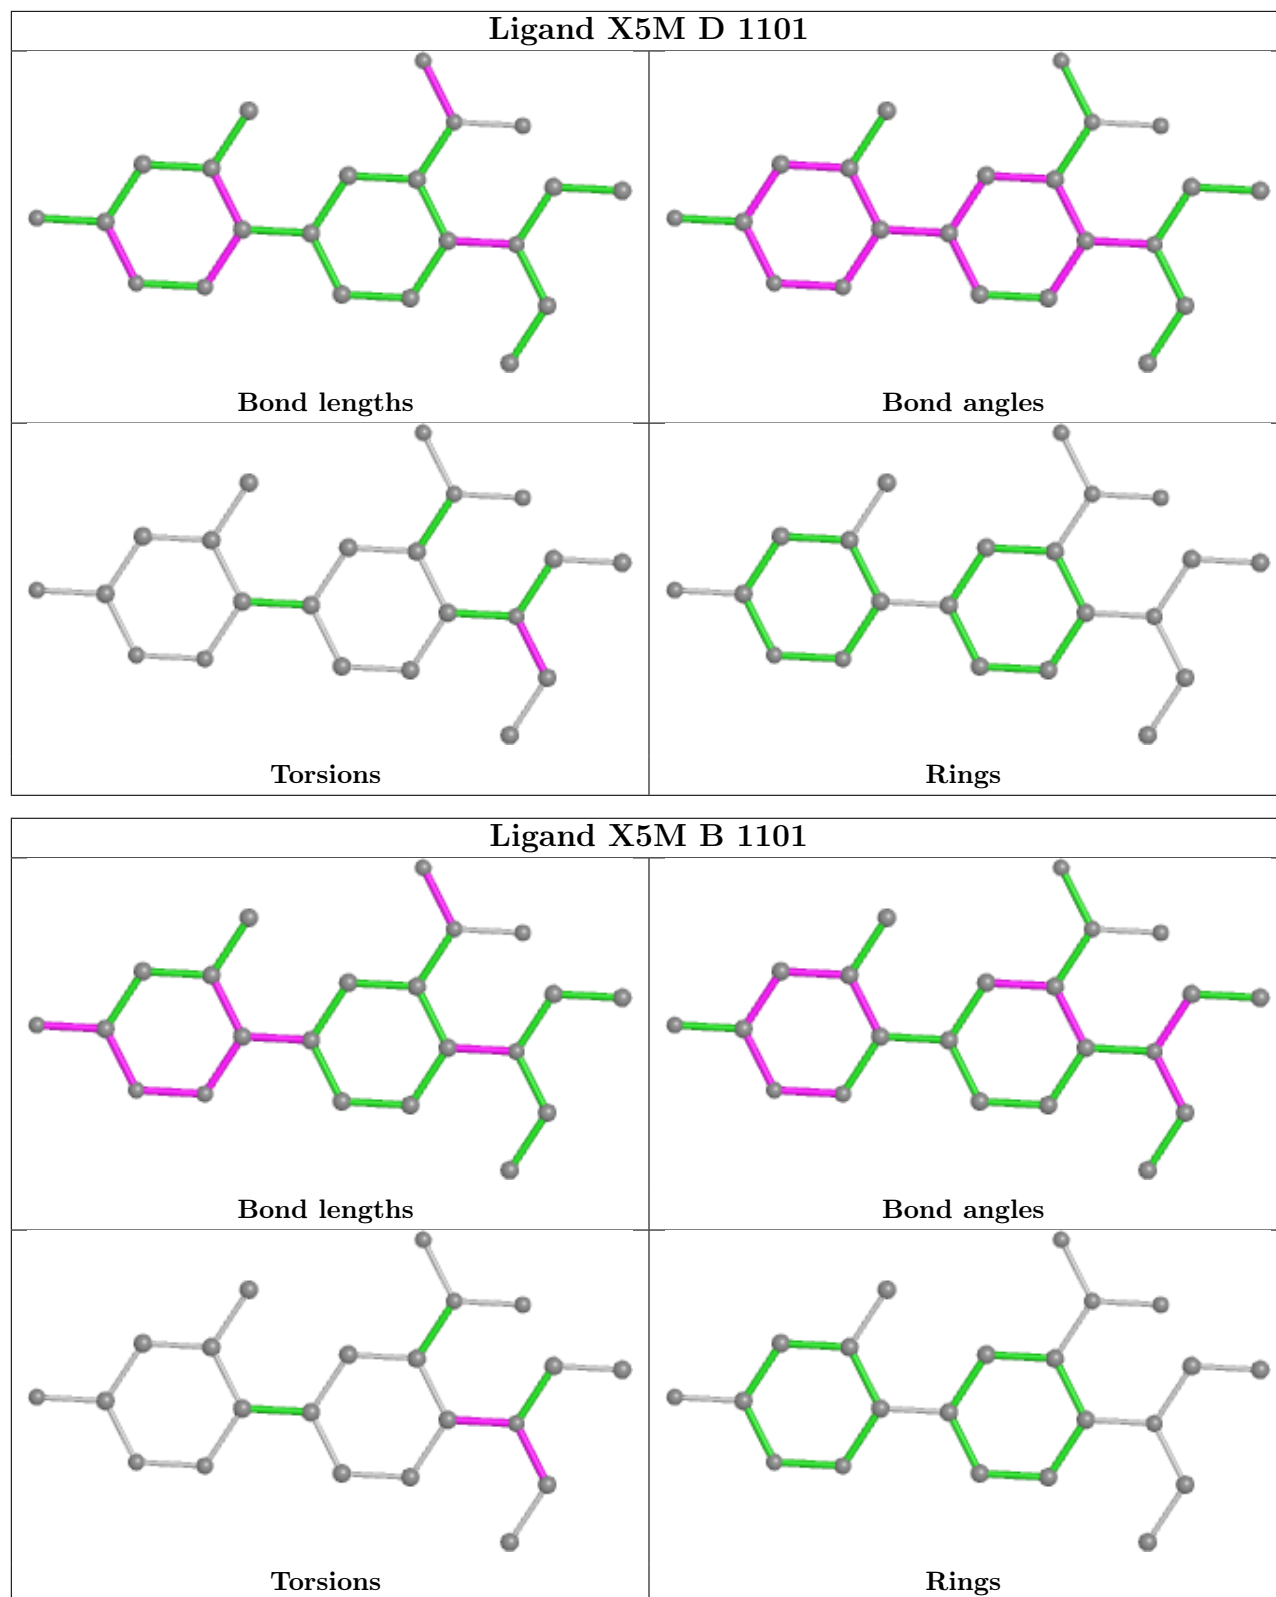 Ligand X5M D 1101
Bond lengths
Bond angles
Torsions
Rings
Ligand X5M B 1101
Bond lengths
Bond angles
Torsions
Rings